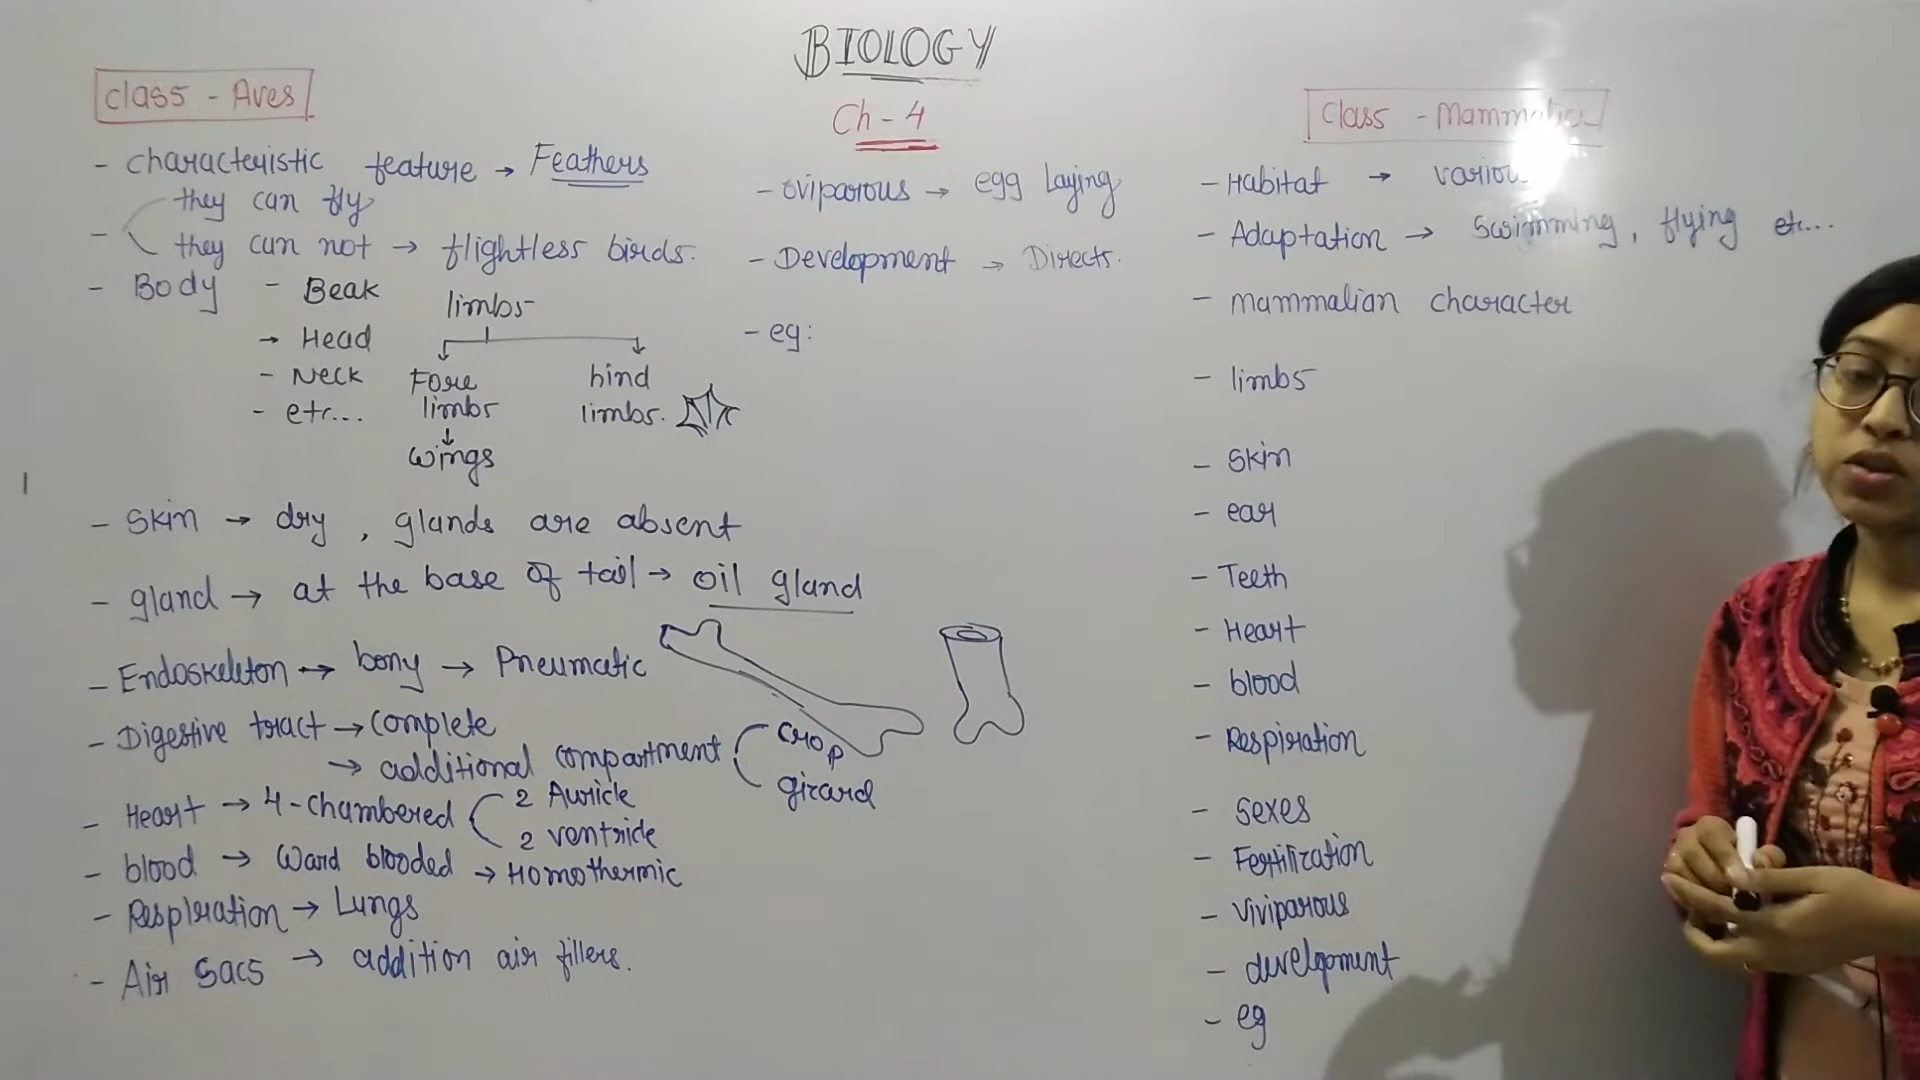 BIOLOGY
Ch - 4
Class - Aves
- characteristic feature → Feathers
- they can fly
they can not → flightless birds.
- Body - Beak
→ Head
- Neck
- etc...
limbs
Fore limbs
↓
wings
hind limbs.
- Skin → dry, glands are absent
- gland → at the base of tail → oil gland
- Endoskeleton → bony → Pneumatic
- Digestive tract → complete
→ additional compartment
crop
gizard
- Heart → 4-chambered
2 Auricle
2 ventricle
- blood → Ward blooded → Homothermic
- Respiration → Lungs
- Air Sacs → addition air fillers.
- oviparous → egg laying
- Development → Directs.
- eg:
Class - Mammalia
- Habitat →
- Adaptation → Swimming, flying etc...
- mammalian character
- limbs
- Skin
- ear
- Teeth
- Heart
- blood
- Respiration
- Sexes
- Fertilization
- Viviparous
- development
- eg